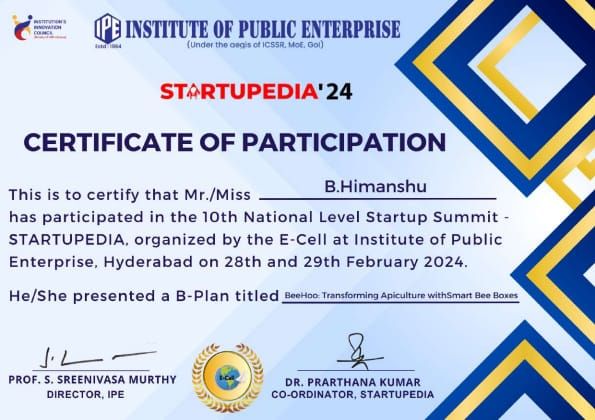 INSTITUTION'S
INNOVATION
COUNCIL
IPE
Estd : 1964
INSTITUTE OF PUBLIC ENTERPRISE
(Under the aegis of ICSSR, MoE, GoI)
STARTUPEDIA'24
CERTIFICATE OF PARTICIPATION
This is to certify that Mr./Miss B.Himanshu
has participated in the 10th National Level Startup Summit -
STARTUPEDIA, organized by the E-Cell at Institute of Public
Enterprise, Hyderabad on 28th and 29th February 2024.
He/She presented a B-Plan titled BeeHoo: Transforming Apiculture withSmart Bee Boxes
PROF. S. SREENIVASA MURTHY
DIRECTOR, IPE
E-Cell
DR. PRARTHANA KUMAR
CO-ORDINATOR, STARTUPEDIA